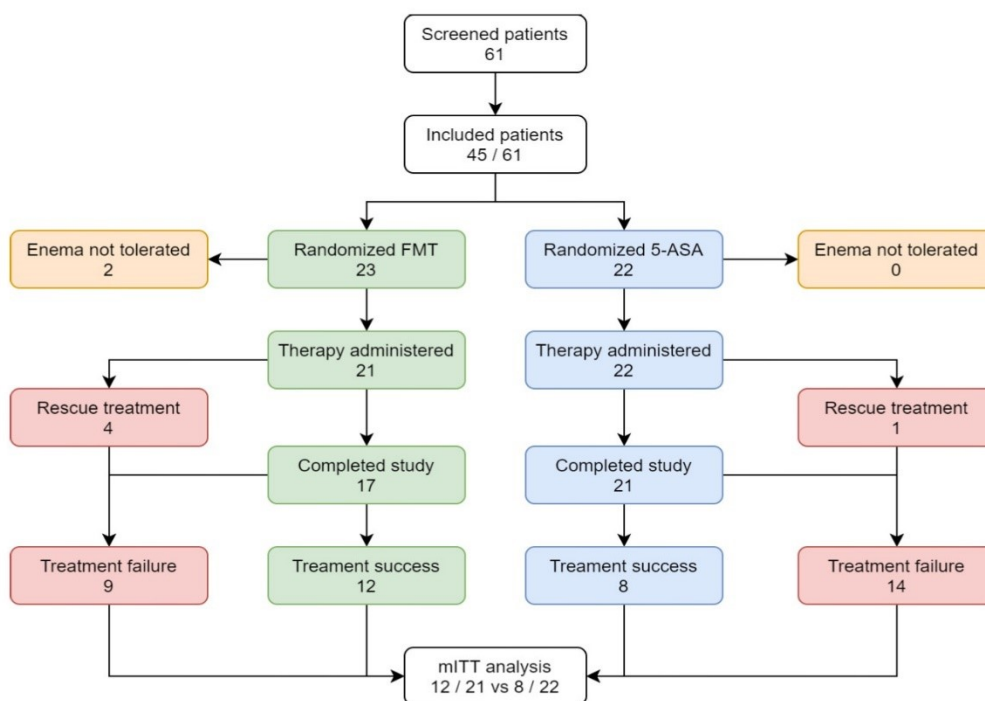 Screened patients
61
Included patients
45 / 61
Enema not tolerated
2
Randomized FMT
23
Randomized 5-ASA
22
Enema not tolerated
0
Therapy administered
21
Therapy administered
22
Rescue treatment
4
Rescue treatment
1
Completed study
17
Completed study
21
Treatment failure
9
Treament success
12
Treament success
8
Treatment failure
14
mITT analysis
12 / 21 vs 8 / 22